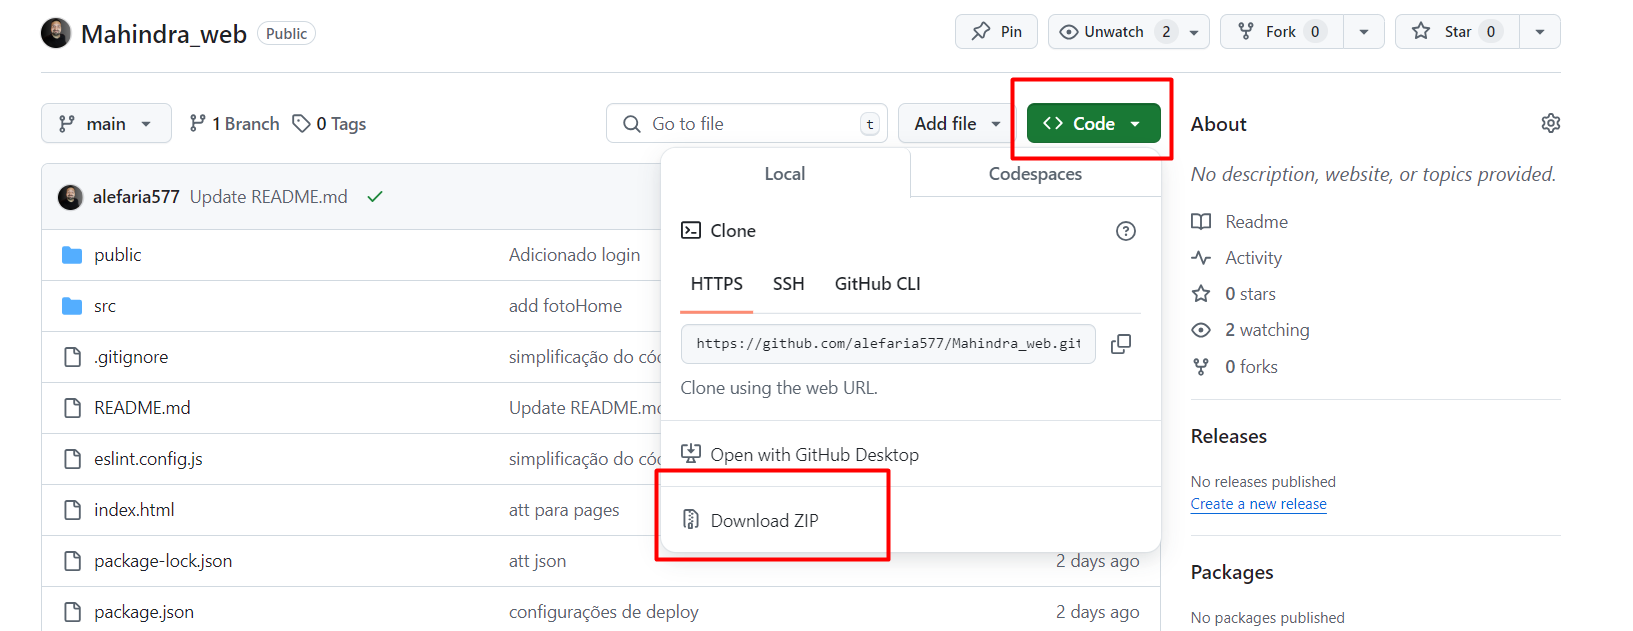 Mahindra_web Public
Pin
Unwatch 2
Fork 0
Star 0
main
1 Branch
0 Tags
Go to file t
Add file
Code
alefaria577 Update README.md
public Adicionado login
src add fotoHome
.gitignore simplificação do
README.md Update
eslint.config.js simplificação do
index.html att para pages
package-lock.json att json 2 days ago
package.json configurações de deploy 2 days ago
Local Codespaces
Clone
HTTPS SSH GitHub CLI
https://github.com/alefaria577/Mahindra_web.git
Clone using the web URL.
Open with GitHub Desktop
Download ZIP
About
No description, website, or topics provided.
Readme
Activity
0 stars
2 watching
0 forks
Releases
No releases published
Create a new release
Packages
No packages published